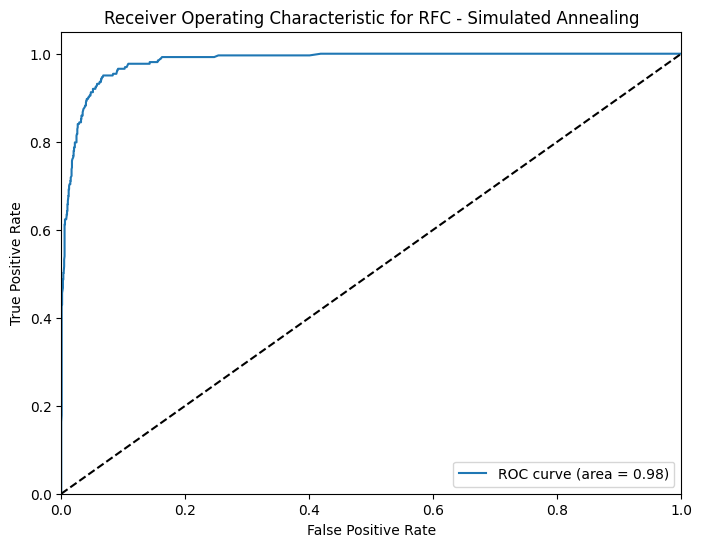 Receiver Operating Characteristic for RFC - Simulated Annealing
1.0
0.8
0.6
0.4
0.2
0.0
True Positive Rate
ROC curve (area = 0.98)
0.0 0.2 0.4 0.6 0.8 1.0
False Positive Rate